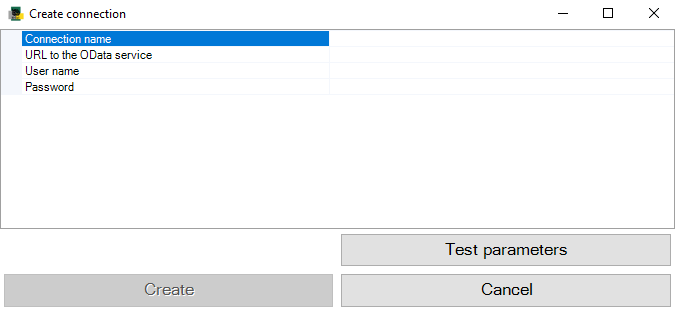 Create connection
Connection name
URL to the OData service
User name
Password
Test parameters
Create
Cancel